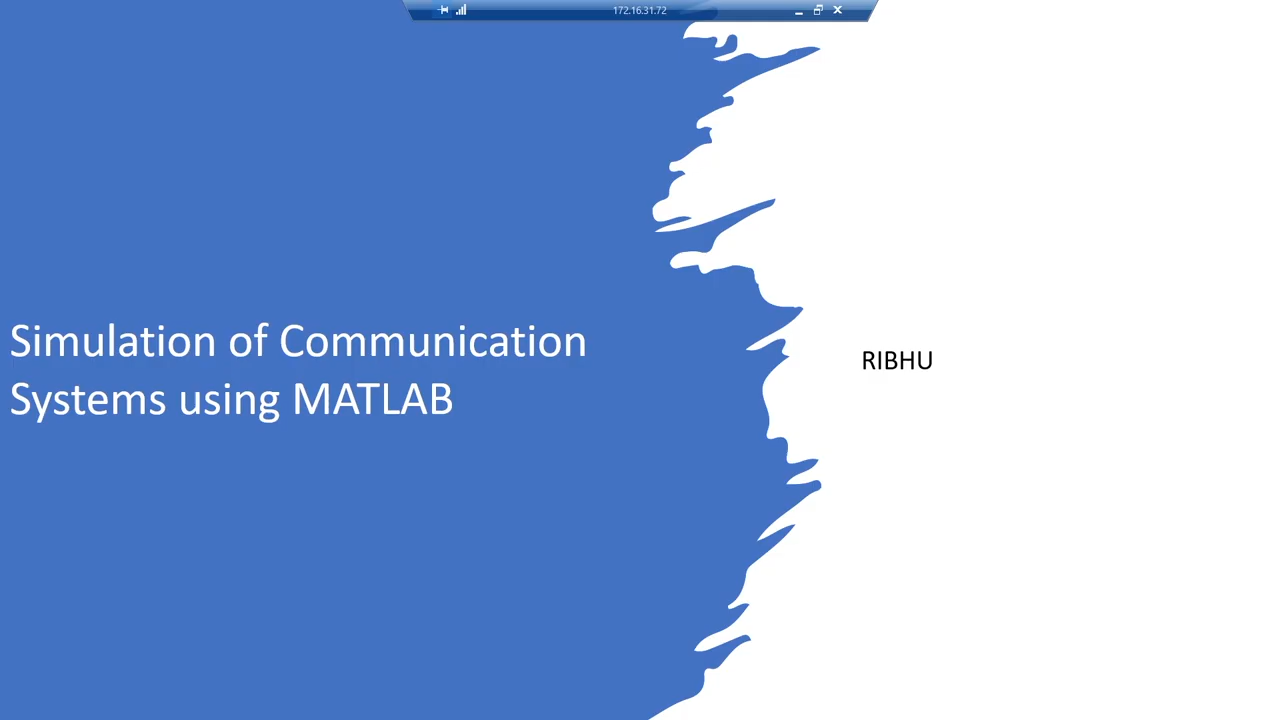 172.16.31.72
Simulation of Communication
Systems using MATLAB
RIBHU